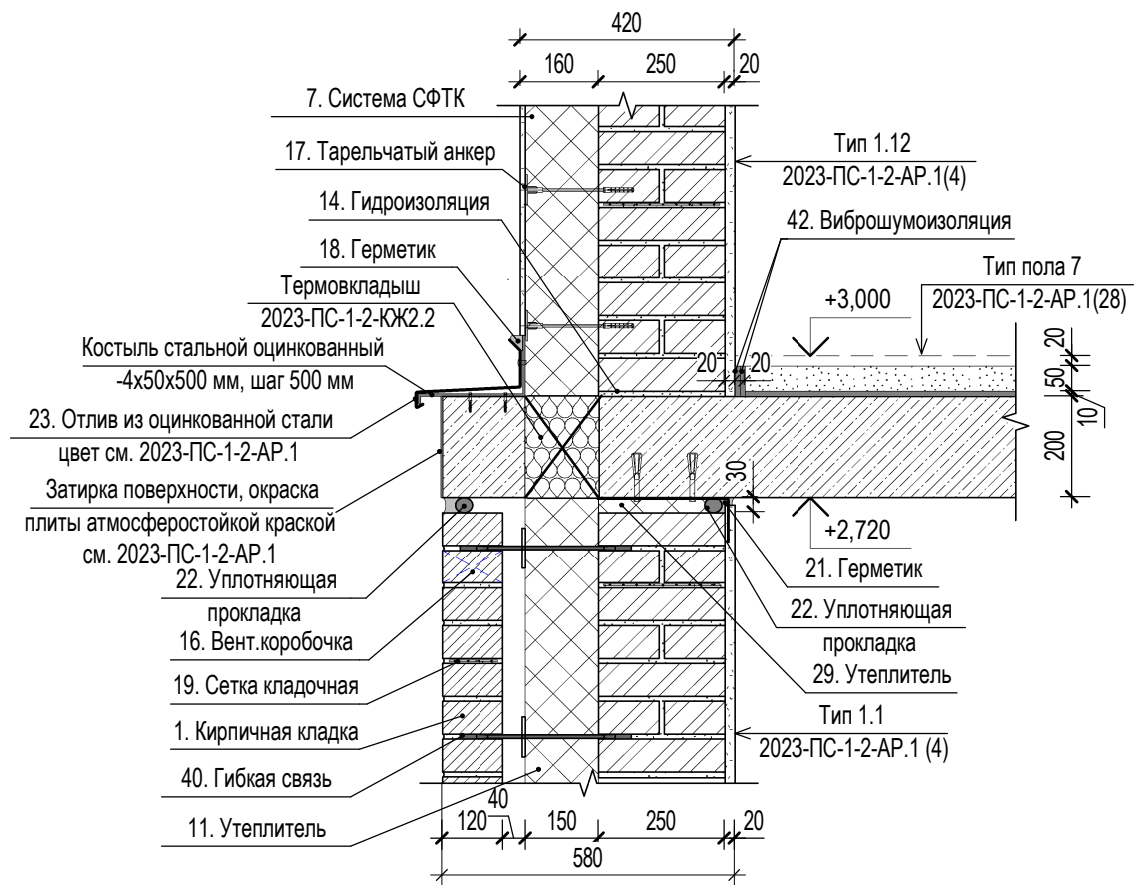 420
160
250
20
7. Система СФТК
17. Тарельчатый анкер
14. Гидроизоляция
18. Герметик
Термовкладыш
2023-ПС-1-2-КЖ2.2
Костыль стальной оцинкованный
-4х50х500 мм, шаг 500 мм
23. Отлив из оцинкованной стали
цвет см. 2023-ПС-1-2-АР.1
Затирка поверхности, окраска
плиты атмосферостойкой краской
см. 2023-ПС-1-2-АР.1
22. Уплотняющая
прокладка
16. Вент.коробочка
19. Сетка кладочная
1. Кирпичная кладка
40. Гибкая связь
11. Утеплитель
Тип 1.12
2023-ПС-1-2-АР.1(4)
42. Виброшумоизоляция
Тип пола 7
2023-ПС-1-2-АР.1(28)
+3,000
20
20
20
50
10
200
30
+2,720
21. Герметик
22. Уплотняющая
прокладка
29. Утеплитель
Тип 1.1
2023-ПС-1-2-АР.1 (4)
40
120
150
250
20
580